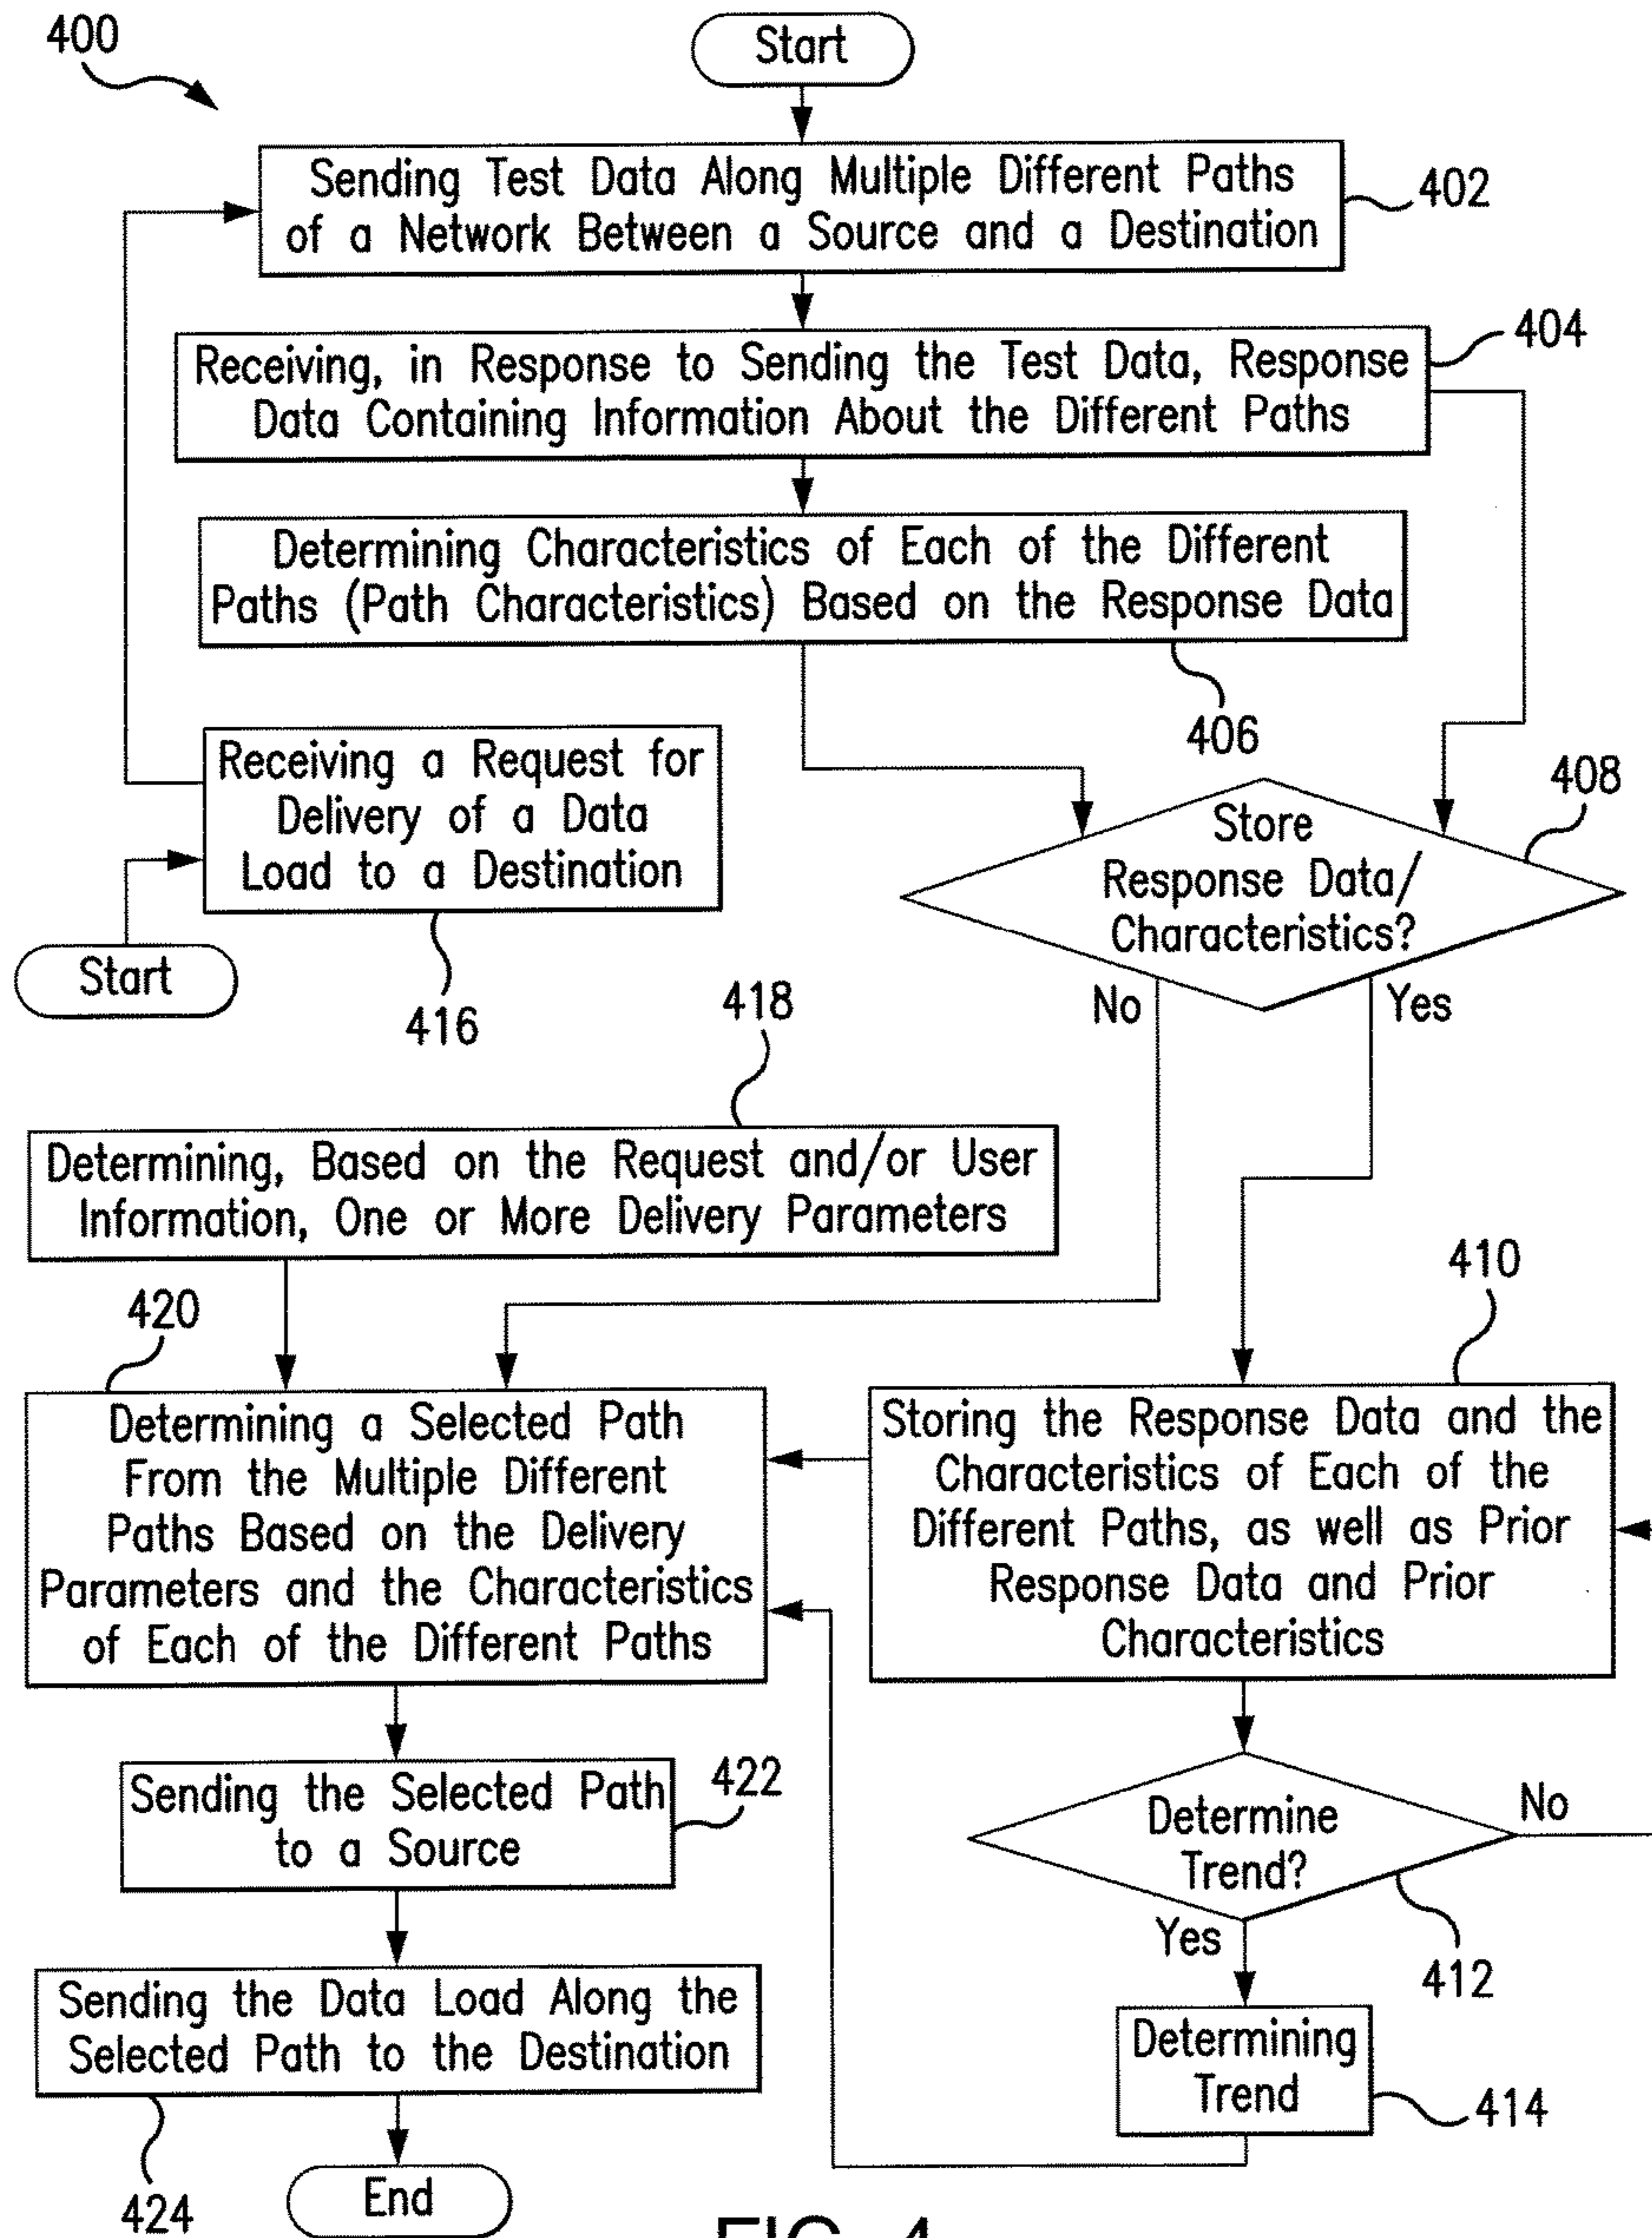 400
Start
Sending Test Data Along Multiple Different Paths
of a Network Between a Source and a Destination
402
Receiving, in Response to Sending the Test Data, Response
Data Containing Information About the Different Paths
404
Determining Characteristics of Each of the Different
Paths (Path Characteristics) Based on the Response Data
406
Receiving a Request for
Delivery of a Data
Load to a Destination
416
Start
Store
Response Data/
Characteristics?
408
No
Yes
418
Determining, Based on the Request and/or User
Information, One or More Delivery Parameters
420
Determining a Selected Path
From the Multiple Different
Paths Based on the Delivery
Parameters and the Characteristics
of Each of the Different Paths
410
Storing the Response Data and the
Characteristics of Each of the
Different Paths, as well as Prior
Response Data and Prior
Characteristics
Sending the Selected Path
to a Source
422
Determine
Trend?
No
Yes
412
Sending the Data Load Along the
Selected Path to the Destination
424
Determining
Trend
414
End
FIG. 4